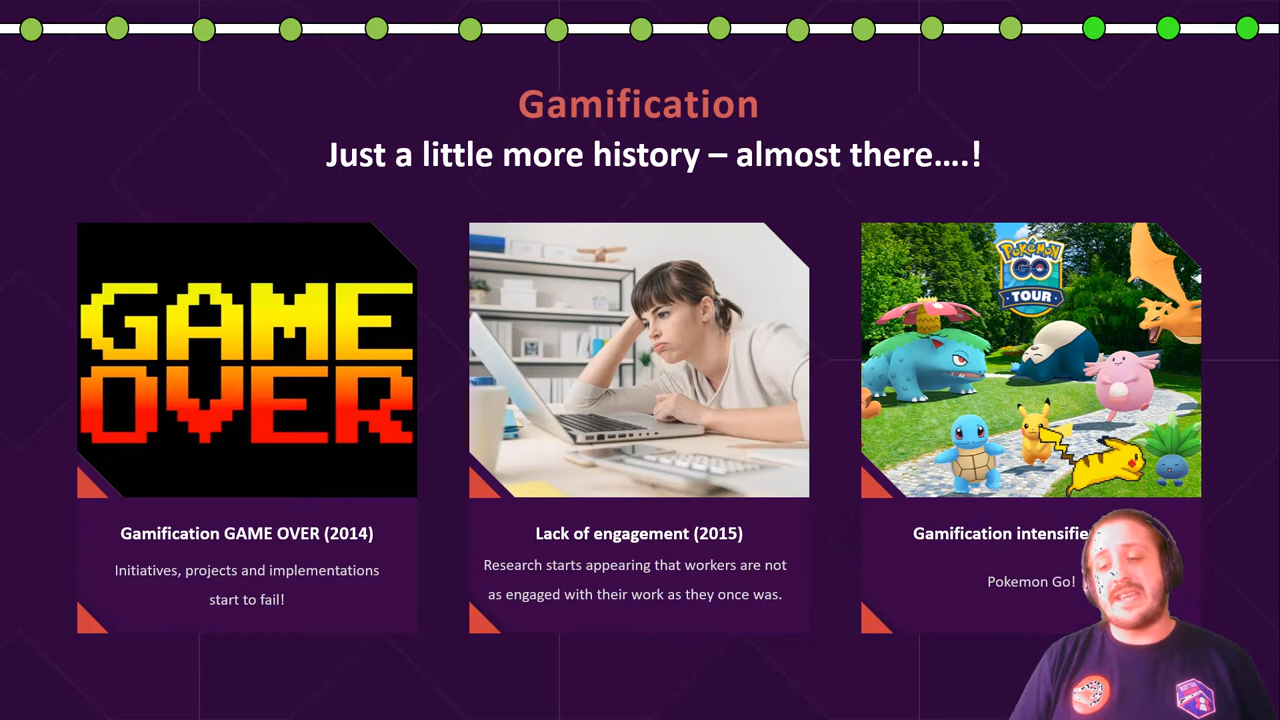 Gamification
Just a little more history – almost there….!
GAME
OVER
POKÉMON
GO
TOUR
Gamification GAME OVER (2014)
Initiatives, projects and implementations
start to fail!
Lack of engagement (2015)
Research starts appearing that workers are not
as engaged with their work as they once was.
Gamification
Pokemon Go!